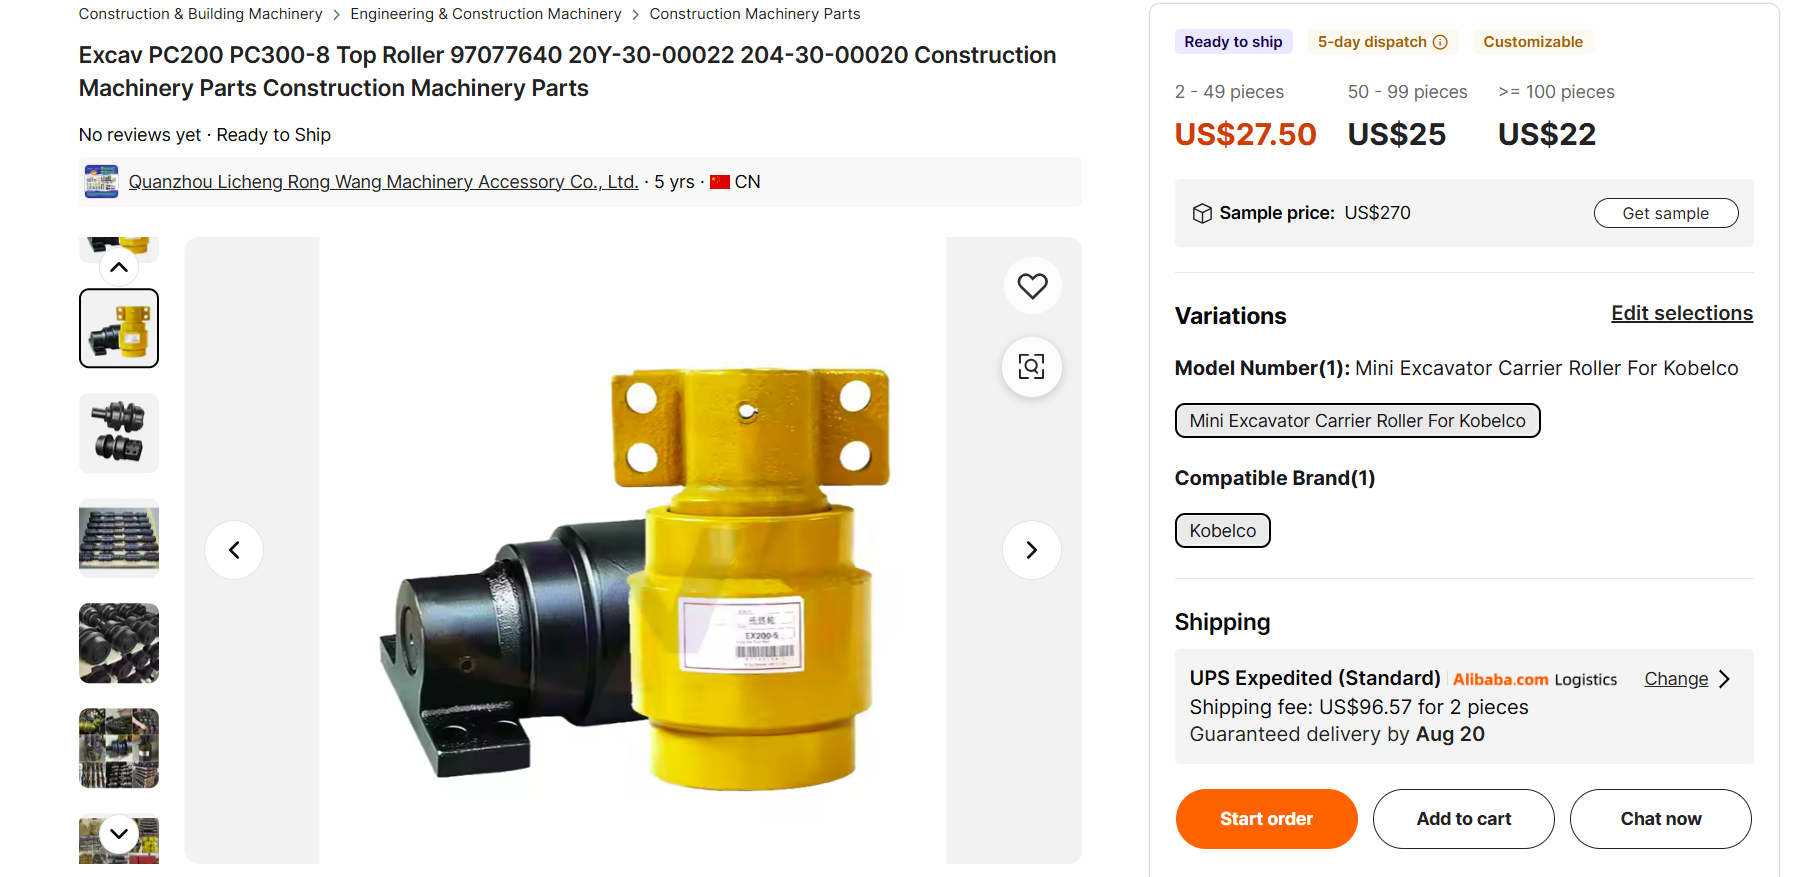 Construction & Building Machinery > Engineering & Construction Machinery > Construction Machinery Parts
Excav PC200 PC300-8 Top Roller 97077640 20Y-30-00022 204-30-00020 Construction
Machinery Parts Construction Machinery Parts
No reviews yet · Ready to Ship
Quanzhou Licheng Rong Wang Machinery Accessory Co., Ltd. · 5 yrs · CN
EX200-5
Ready to ship 5-day dispatch Customizable
2 - 49 pieces 50 - 99 pieces >= 100 pieces
US$27.50 US$25 US$22
Sample price: US$270 Get sample
Variations Edit selections
Model Number(1): Mini Excavator Carrier Roller For Kobelco
Mini Excavator Carrier Roller For Kobelco
Compatible Brand(1)
Kobelco
Shipping
UPS Expedited (Standard) Alibaba.com Logistics Change >
Shipping fee: US$96.57 for 2 pieces
Guaranteed delivery by Aug 20
Start order Add to cart Chat now